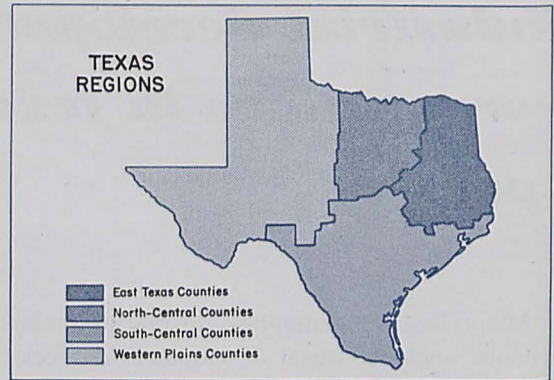 TEXAS
REGIONS
East Texas Counties
North-Central Counties
South-Central Counties
Western Plains Counties